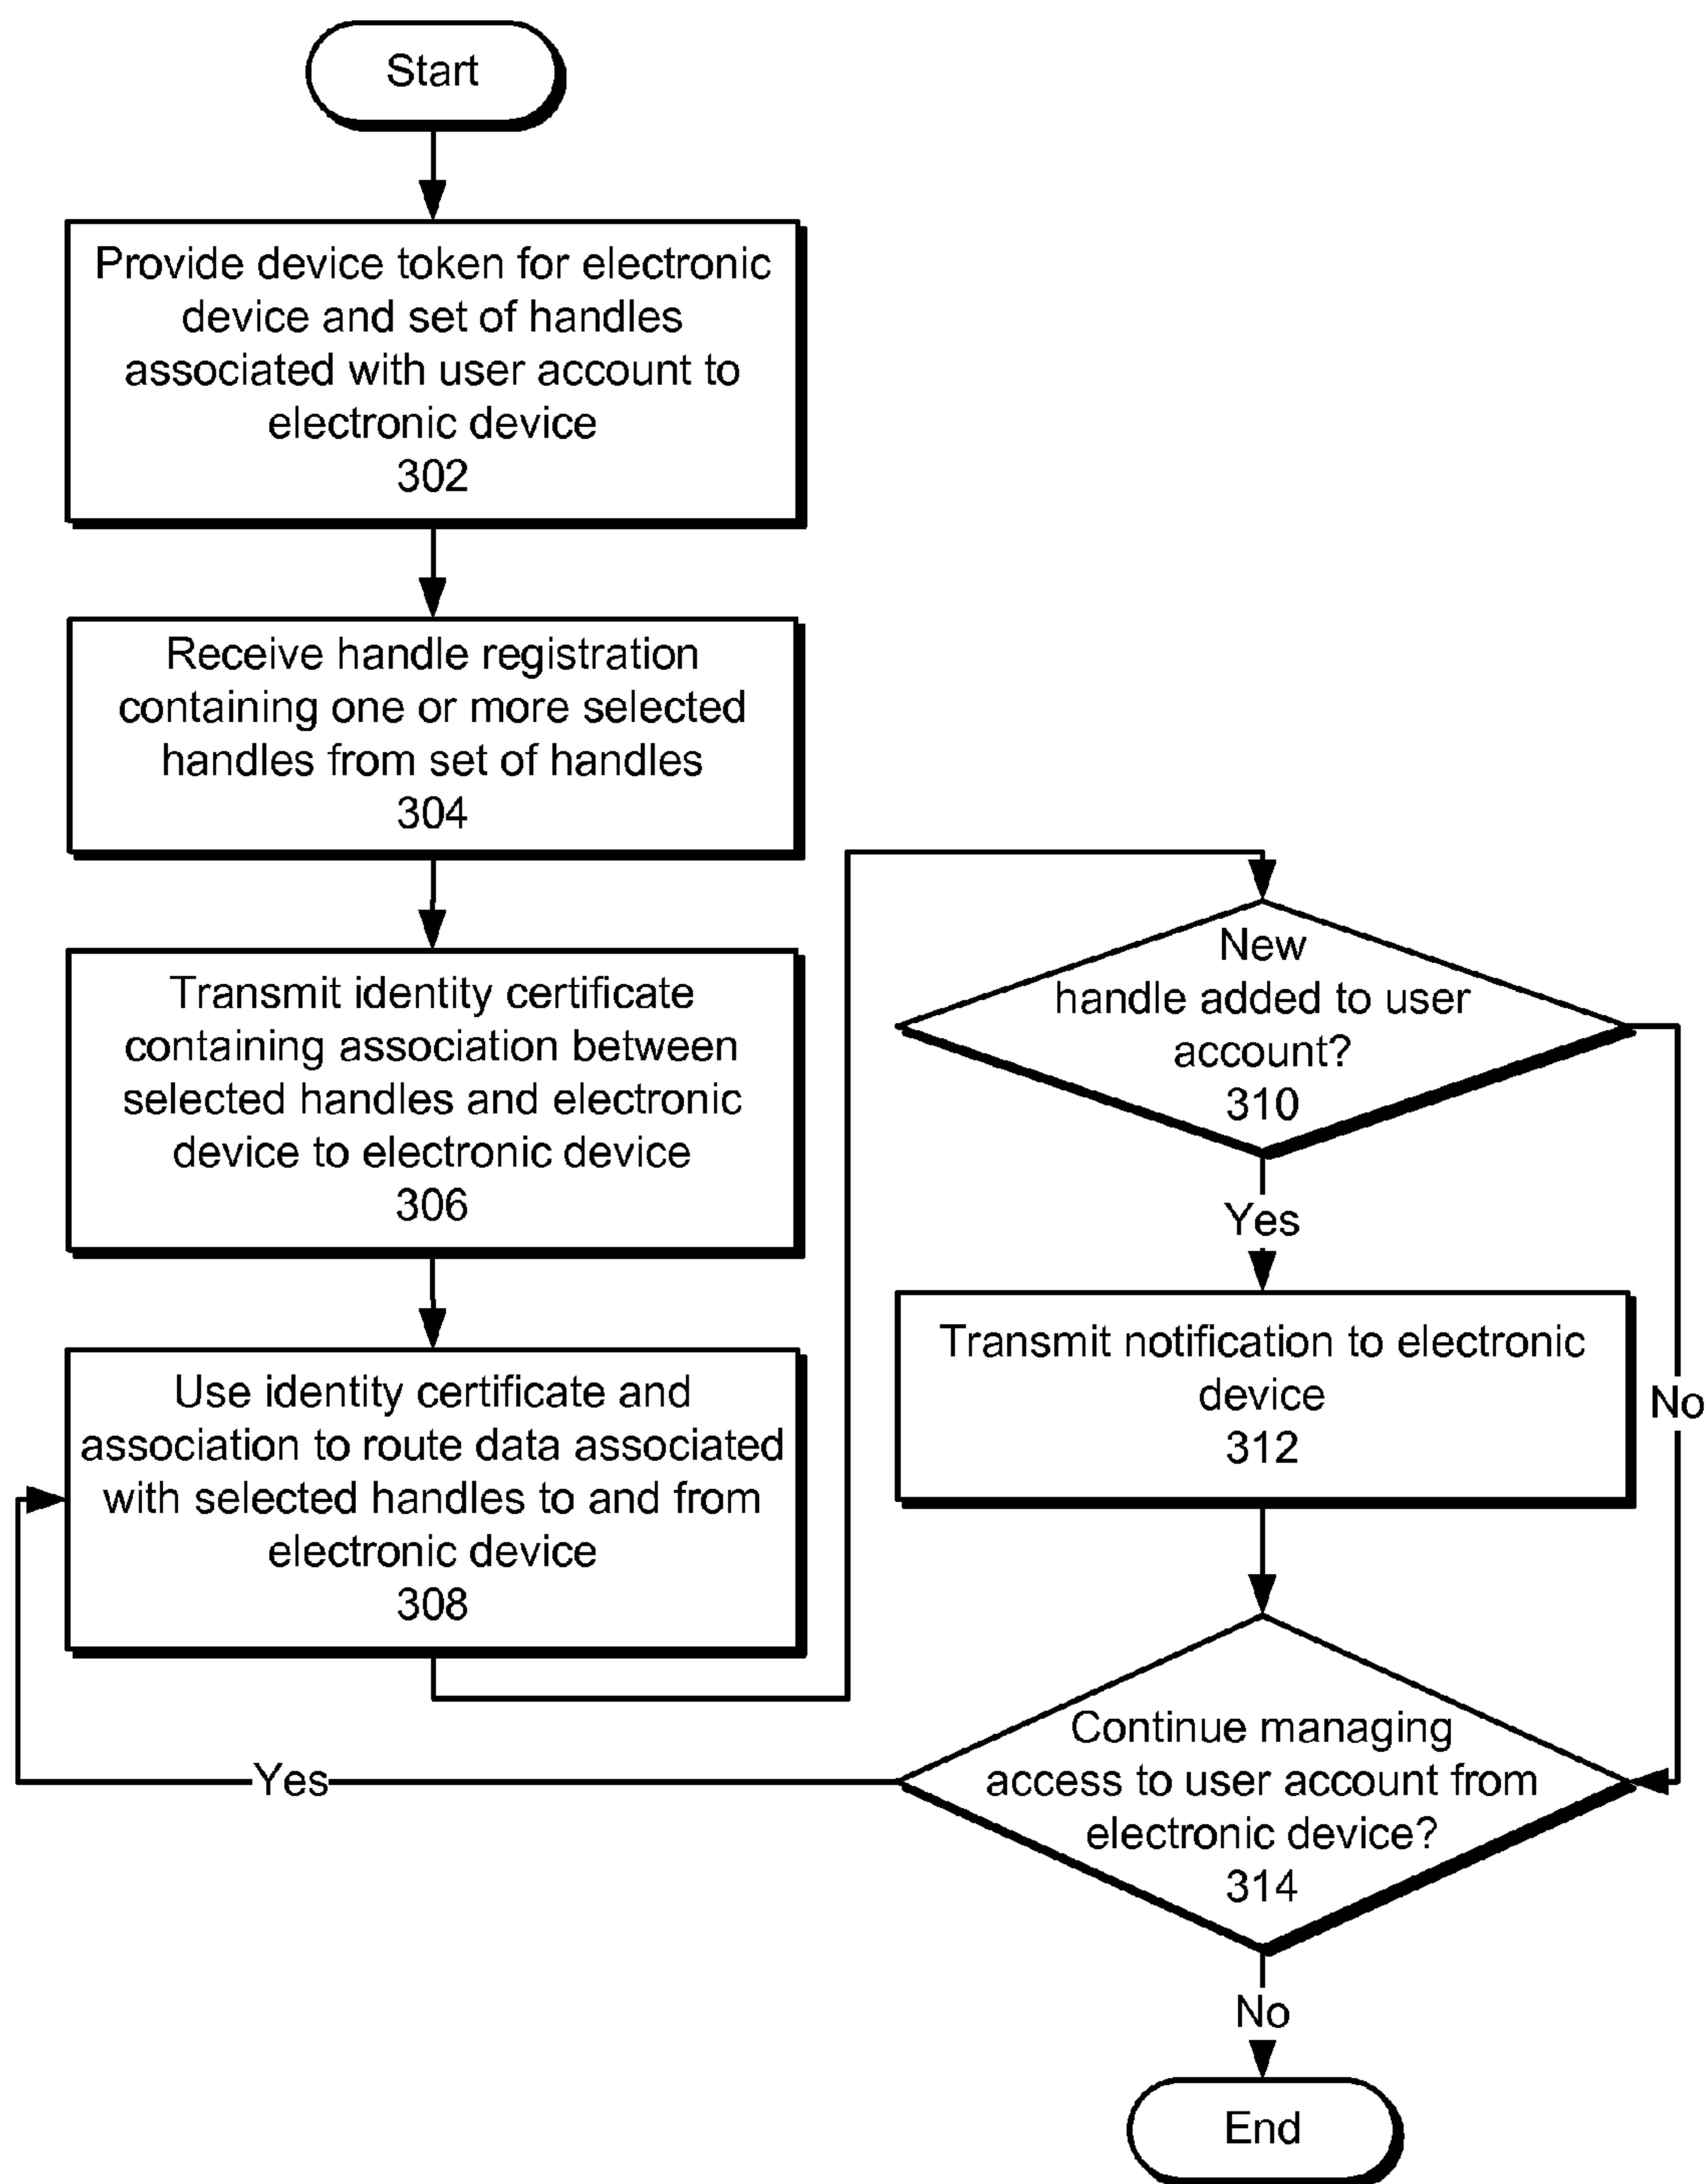 Start
Provide device token for electronic
device and set of handles
associated with user account to
electronic device
302
Receive handle registration
containing one or more selected
handles from set of handles
304
Transmit identity certificate
containing association between
selected handles and electronic
device to electronic device
306
Use identity certificate and
association to route data associated
with selected handles to and from
electronic device
308
New
handle added to user
account?
310
Yes
No
Transmit notification to electronic
device
312
Continue managing
access to user account from
electronic device?
314
Yes
No
End